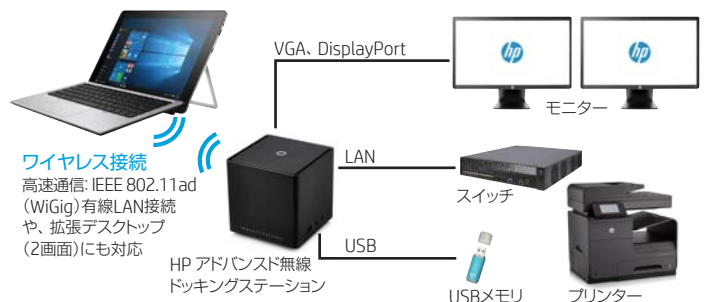 VGA、DisplayPort
hp
hp
モニター
ワイヤレス接続
高速通信: IEEE 802.11ad
（WiGig）有線LAN接続
や、拡張デスクトップ
（2画面）にも対応
LAN
スイッチ
HP アドバンスド無線
ドッキングステーション
USB
USBメモリ
プリンター